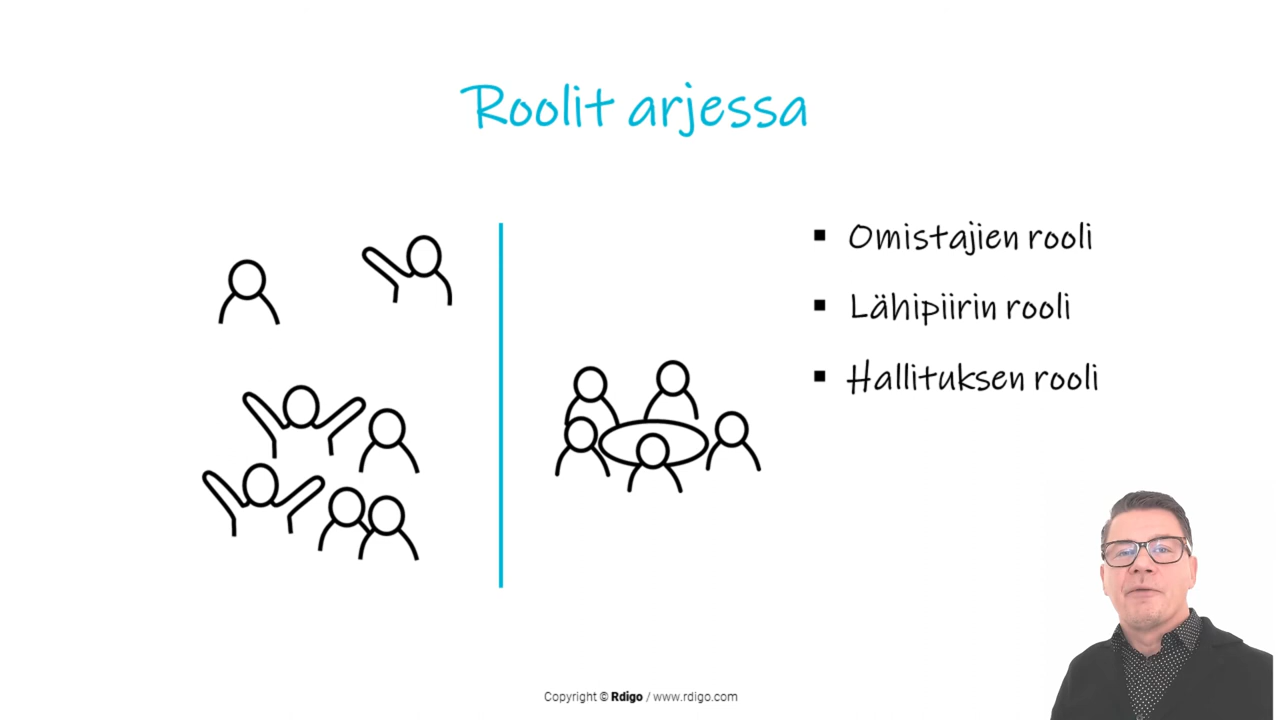 Roolit arjessa
▪ Omistajien rooli
▪ Lähipiirin rooli
▪ Hallituksen rooli
Copyright © Rdigo / www.rdigo.com